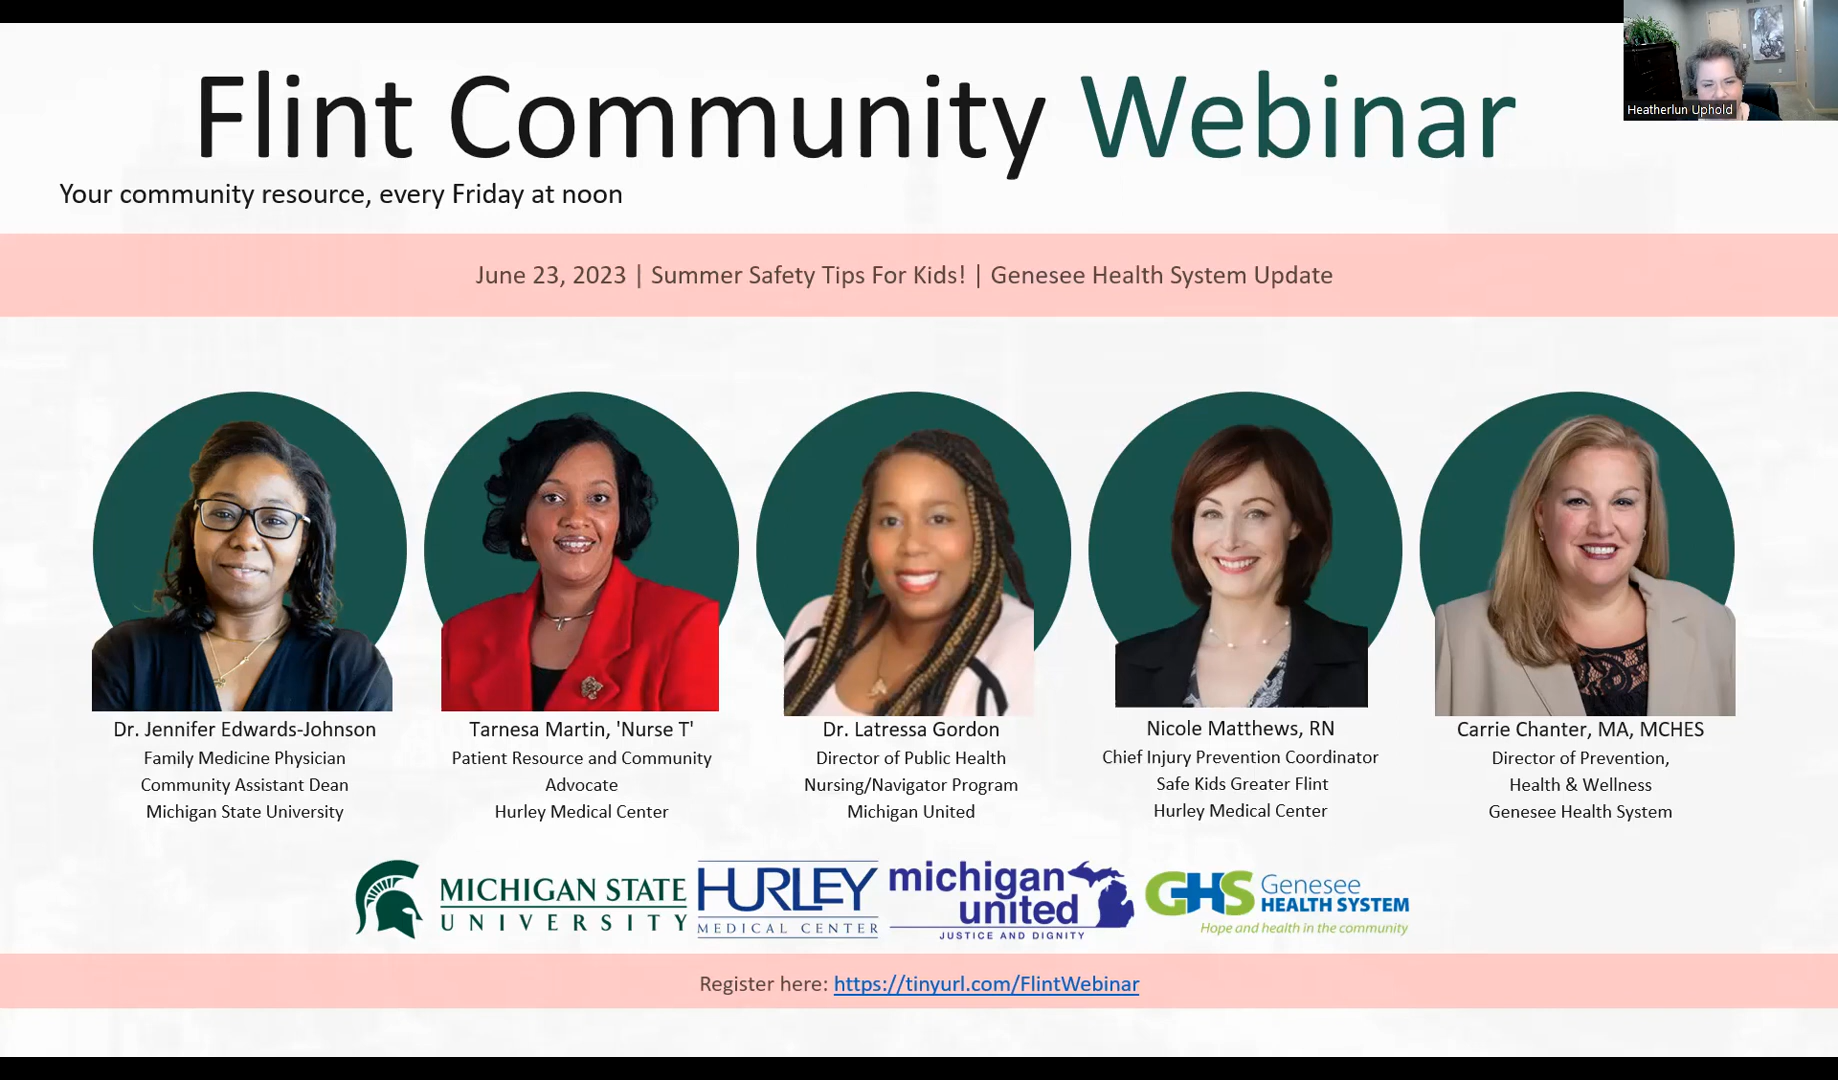 Heatherlun Uphold
Flint Community Webinar
Your community resource, every Friday at noon
June 23, 2023 | Summer Safety Tips For Kids! | Genesee Health System Update
Dr. Jennifer Edwards-Johnson
Family Medicine Physician
Community Assistant Dean
Michigan State University
Tarnesa Martin, 'Nurse T'
Patient Resource and Community
Advocate
Hurley Medical Center
Dr. Latressa Gordon
Director of Public Health
Nursing/Navigator Program
Michigan United
Nicole Matthews, RN
Chief Injury Prevention Coordinator
Safe Kids Greater Flint
Hurley Medical Center
Carrie Chanter, MA, MCHES
Director of Prevention,
Health & Wellness
Genesee Health System
MICHIGAN STATE
UNIVERSITY
HURLEY
MEDICAL CENTER
michigan
united
JUSTICE AND DIGNITY
GHS Genesee
HEALTH SYSTEM
Hope and health in the community
Register here: https://tinyurl.com/FlintWebinar